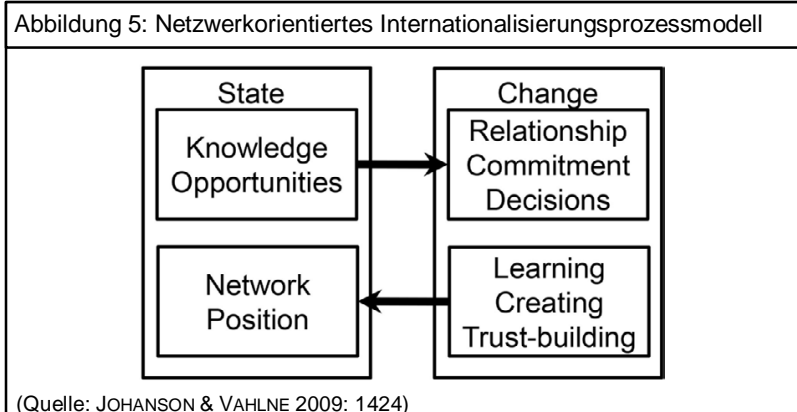 Abbildung 5: Netzwerkorientiertes Internationalisierungsprozessmodell
State
Knowledge
Opportunities
Network
Position
Change
Relationship
Commitment
Decisions
Learning
Creating
Trust-building
(Quelle: JOHANSON & VAHLNE 2009: 1424)